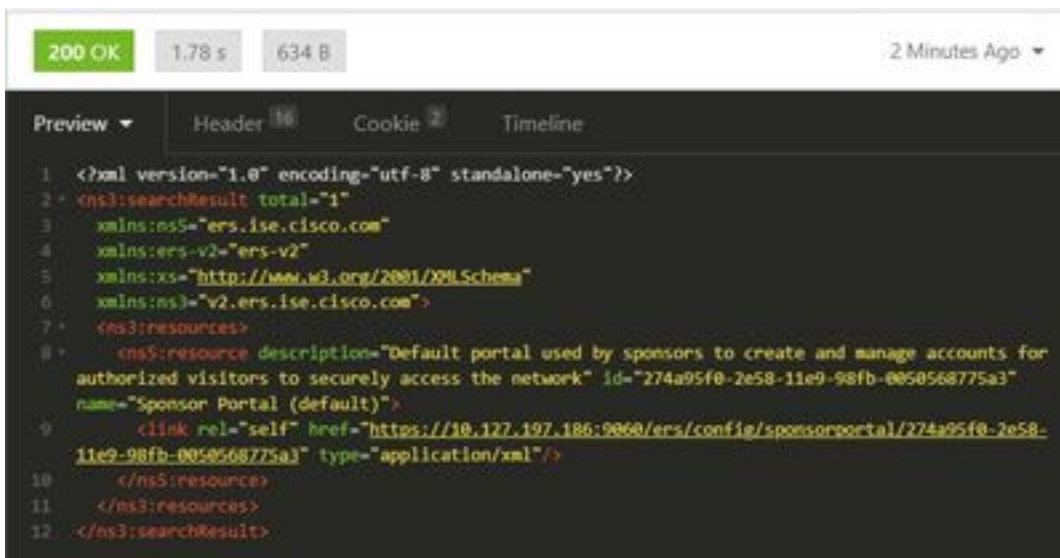 200 OK 1.78 s 634 B 2 Minutes Ago
Preview Header 16 Cookie 2 Timeline
1 <?xml version="1.0" encoding="utf-8" standalone="yes"?>
2 <ns3:searchResult total="1"
3 xmlns:ns5="ers.ise.cisco.com"
4 xmlns:ers-v2="ers-v2"
5 xmlns:xs="http://www.w3.org/2001/XMLSchema"
6 xmlns:ns3="v2.ers.ise.cisco.com">
7 <ns3:resources>
8 <ns5:resource description="Default portal used by sponsors to create and manage accounts for
authorized visitors to securely access the network" id="274a95f0-2e58-11e9-98fb-0050568775a3"
name="Sponsor Portal (default)">
9 <link rel="self" href="https://10.127.197.186:9060/ers/config/sponsorportal/274a95f0-2e58-
11e9-98fb-0050568775a3" type="application/xml"/>
10 </ns5:resource>
11 </ns3:resources>
12 </ns3:searchResult>